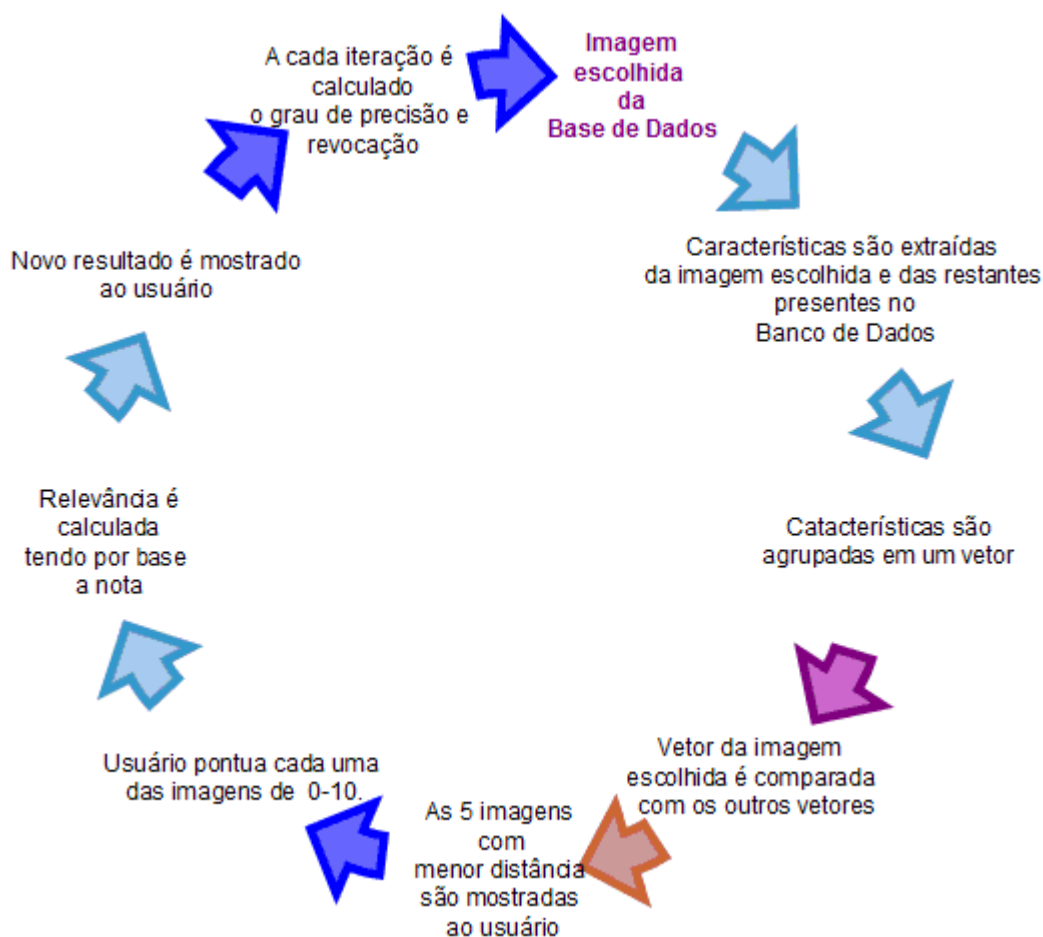 Imagem
escolhida
da
Base de Dados
Características são extraídas
da imagem escolhida e das restantes
presentes no
Banco de Dados
Catacterísticas são
agrupadas em um vetor
Vetor da imagem
escolhida é comparada
com os outros vetores
As 5 imagens
com
menor distância
são mostradas
ao usuário
Usuário pontua cada uma
das imagens de 0-10.
Relevância é
calculada
tendo por base
a nota
Novo resultado é mostrado
ao usuário
A cada iteração é
calculado
o grau de precisão e
revocação